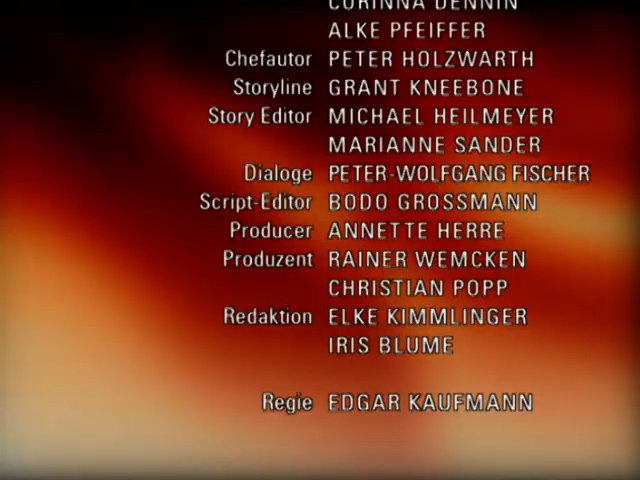 CORINNA DENNIN
ALKE PFEIFFER
Chefautor PETER HOLZWARTH
Storyline GRANT KNEEBONE
Story Editor MICHAEL HEILMEYER
MARIANNE SANDER
Dialoge PETER-WOLFGANG FISCHER
Script-Editor BODO GROSSMANN
Producer ANNETTE HERRE
Produzent RAINER WEMCKEN
CHRISTIAN POPP
Redaktion ELKE KIMMLINGER
IRIS BLUME
Regie EDGAR KAUFMANN